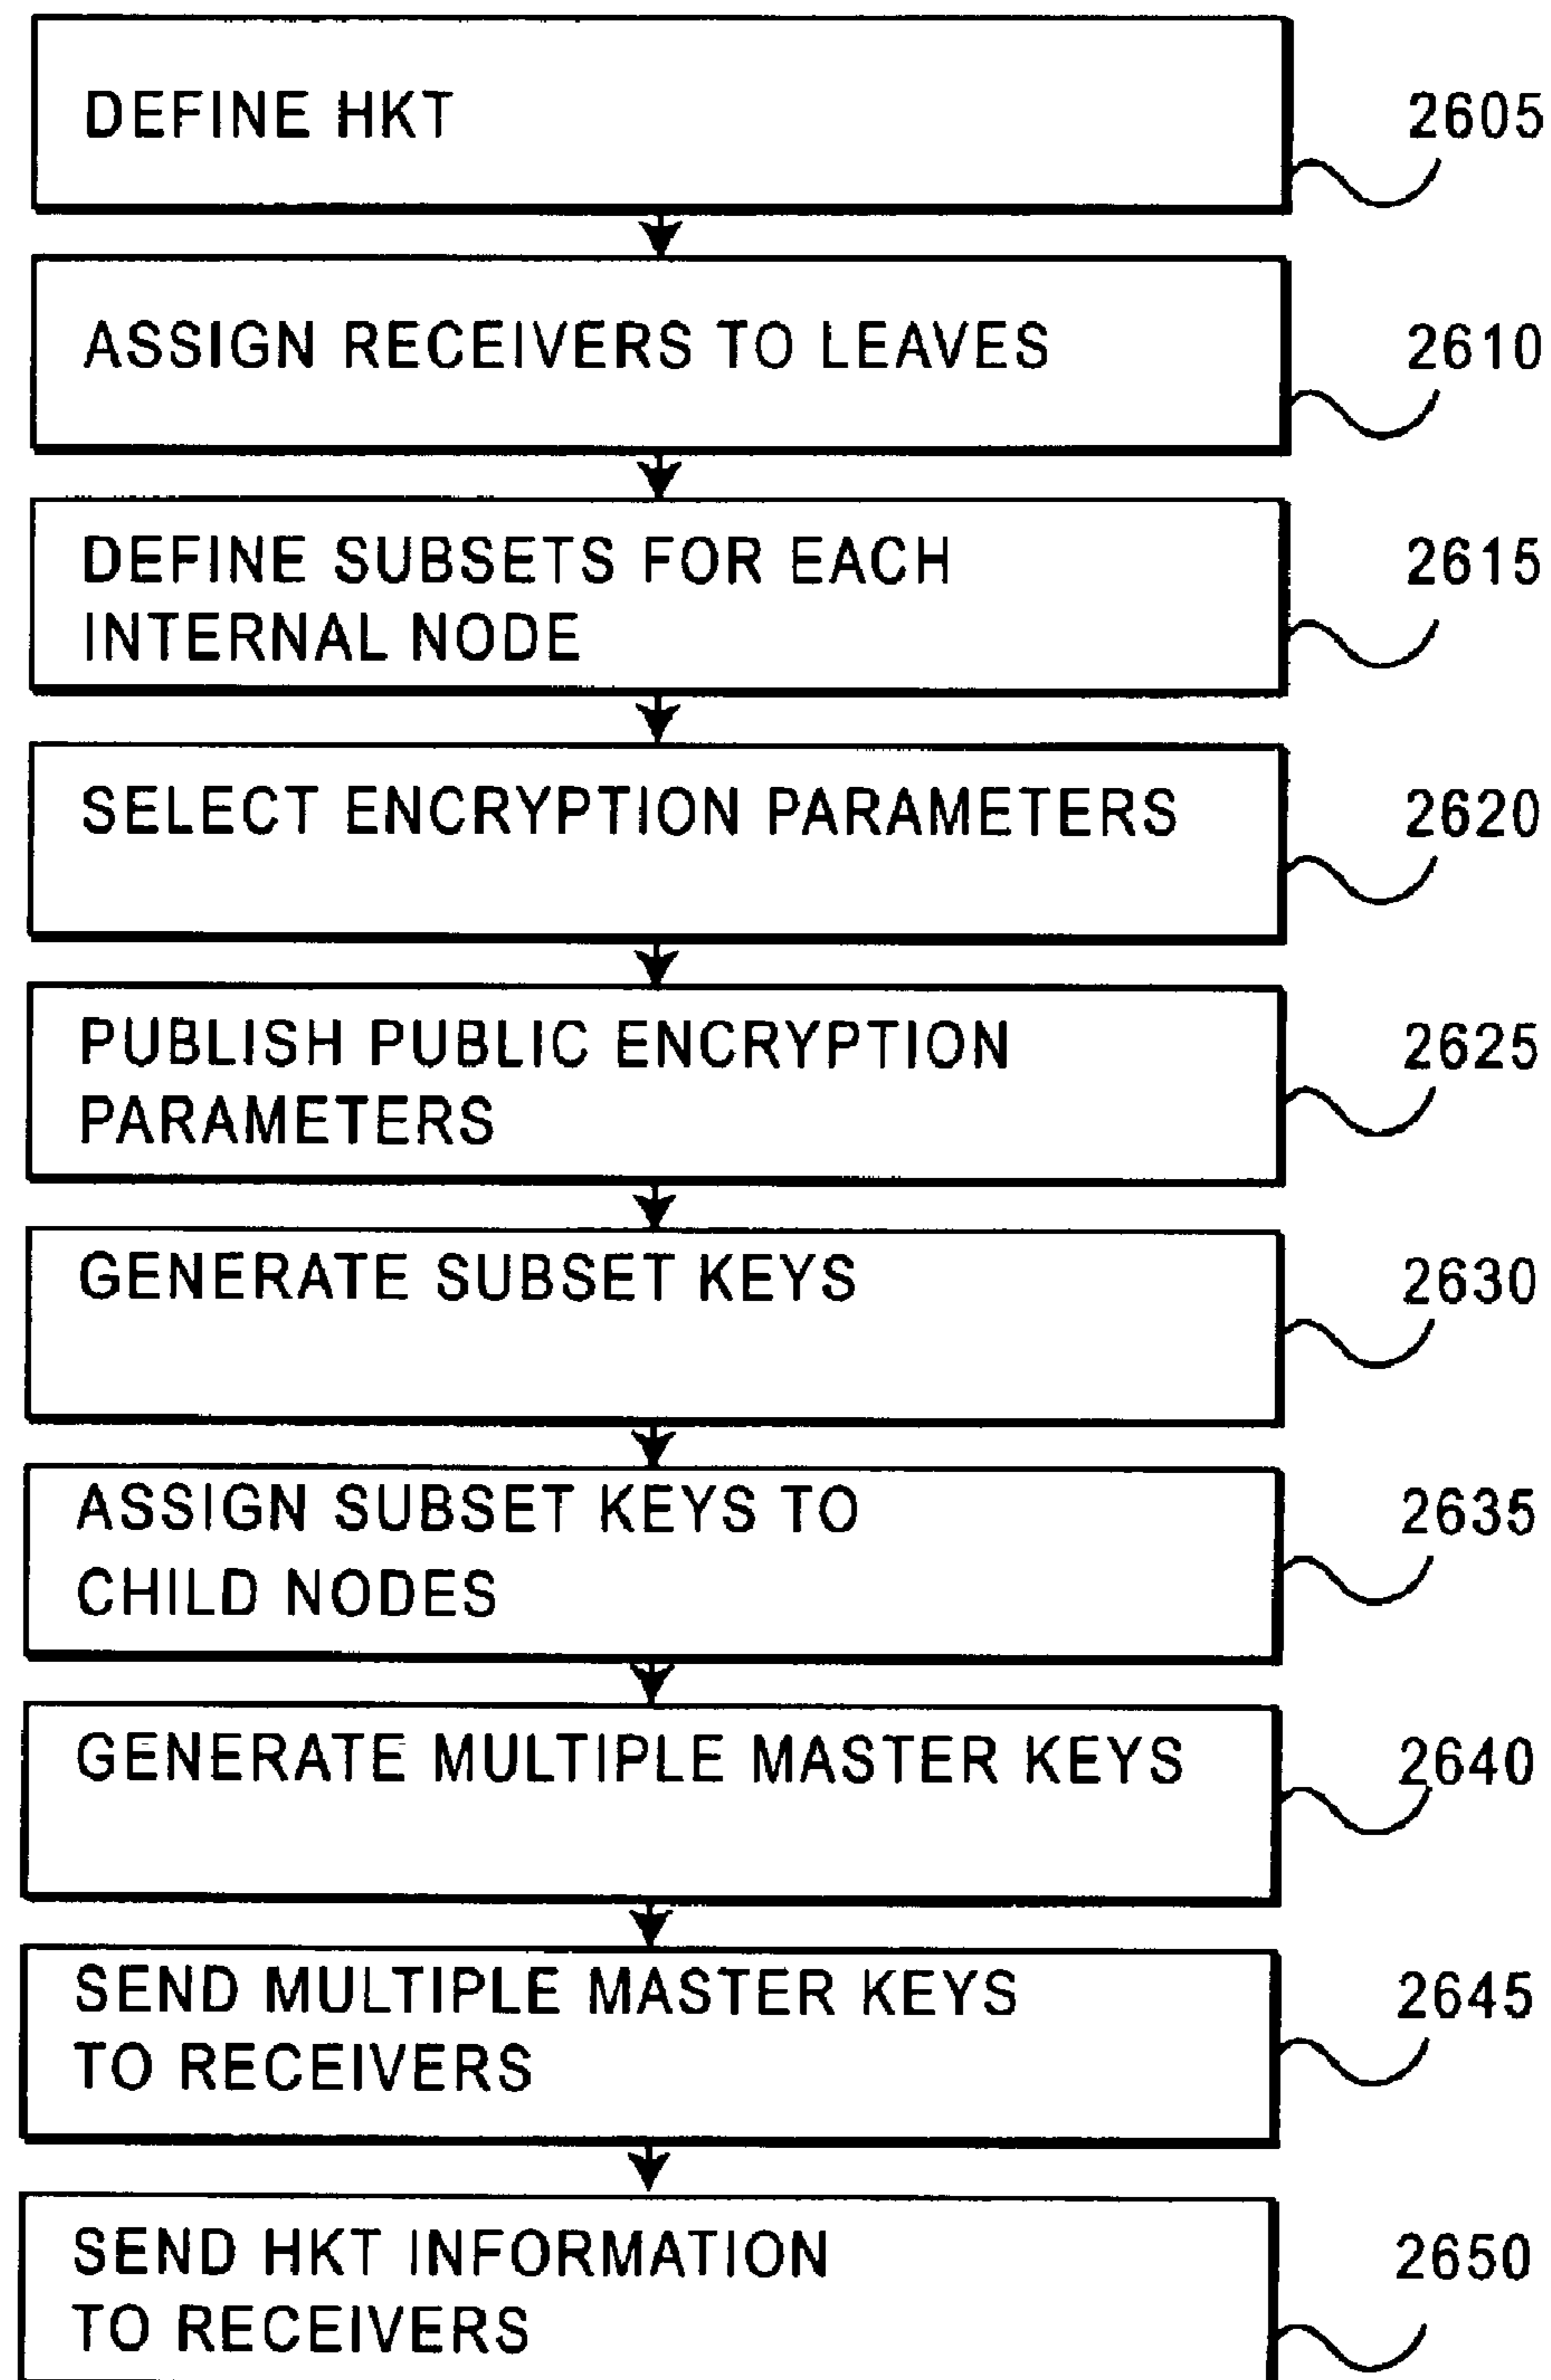 DEFINE HKT
2605
ASSIGN RECEIVERS TO LEAVES
2610
DEFINE SUBSETS FOR EACH
INTERNAL NODE
2615
SELECT ENCRYPTION PARAMETERS
2620
PUBLISH PUBLIC ENCRYPTION
PARAMETERS
2625
GENERATE SUBSET KEYS
2630
ASSIGN SUBSET KEYS TO
CHILD NODES
2635
GENERATE MULTIPLE MASTER KEYS
2640
SEND MULTIPLE MASTER KEYS
TO RECEIVERS
2645
SEND HKT INFORMATION
TO RECEIVERS
2650